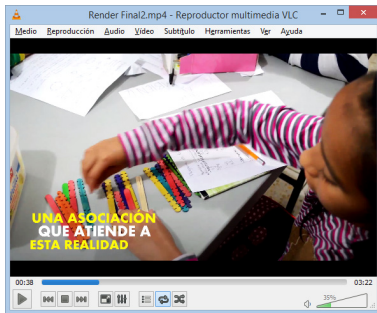 Render Final2.mp4 - Reproductor multimedia VLC
Medio Reproducción Audio Vídeo Subtítulo Herramientas Ver Ayuda
UNA ASOCIACIÓN
QUE ATIENDE A
ESTA REALIDAD
00:38 03:22
35%